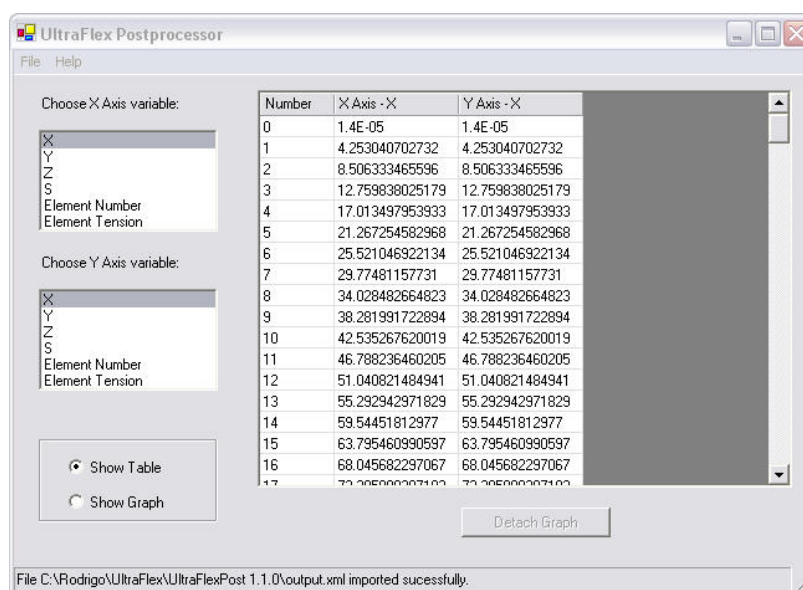 UltraFlex Postprocessor
File Help
Choose X Axis variable:
X
Y
Z
S
Element Number
Element Tension
Choose Y Axis variable:
X
Y
Z
S
Element Number
Element Tension
Show Table
Show Graph
Number X Axis - X Y Axis - X
0 1.4E-05 1.4E-05
1 4.253040702732 4.253040702732
2 8.506333465596 8.506333465596
3 12.759838025179 12.759838025179
4 17.013497953933 17.013497953933
5 21.267254582968 21.267254582968
6 25.521046922134 25.521046922134
7 29.77481157731 29.77481157731
8 34.028482664823 34.028482664823
9 38.281991722894 38.281991722894
10 42.535267620019 42.535267620019
11 46.788236460205 46.788236460205
12 51.040821484941 51.040821484941
13 55.292942971829 55.292942971829
14 59.54451812977 59.54451812977
15 63.795460990597 63.795460990597
16 68.045682297067 68.045682297067
17
Detach Graph
File C:\Rodrigo\UltraFlex\UltraFlexPost 1.1.0\output.xml imported sucessfully.